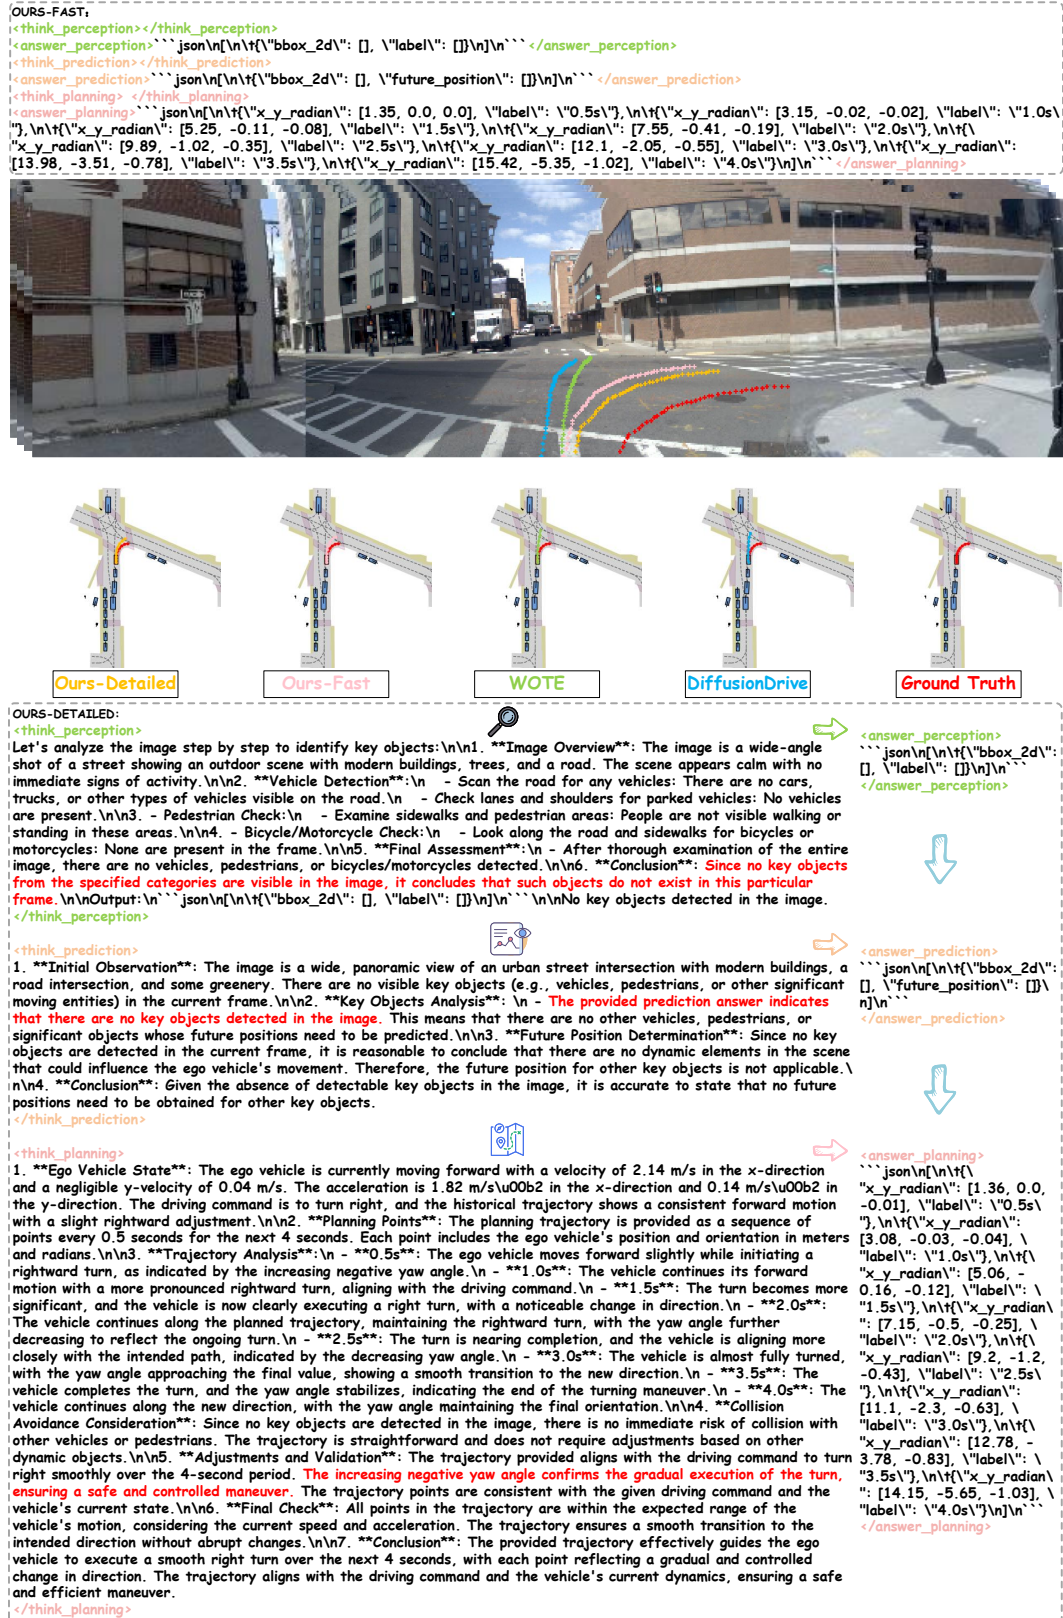 OURS-FAST:
<think_perception></think_perception>
<answer_perception>```json\n[\n\t{\"bbox_2d\": [], \"label\": []}\n]\n```</answer_perception>
<think_prediction></think_prediction>
<answer_prediction>```json\n[\n\t{\"bbox_2d\": [], \"future_position\": []}\n]\n```</answer_prediction>
<think_planning> </think_planning>
<answer_planning>```json\n[\n\t{\"x_y_radian\": [1.35, 0.0, 0.0], \"label\": \"0.5s\"},\n\t{\"x_y_radian\": [3.15, -0.02, -0.02], \"label\": \"1.0s\
"},\n\t{\"x_y_radian\": [5.25, -0.11, -0.08], \"label\": \"1.5s\"},\n\t{\"x_y_radian\": [7.55, -0.41, -0.19], \"label\": \"2.0s\"},\n\t{\
"x_y_radian\": [9.89, -1.02, -0.35], \"label\": \"2.5s\"},\n\t{\"x_y_radian\": [12.1, -2.05, -0.55], \"label\": \"3.0s\"},\n\t{\"x_y_radian\":
[13.98, -3.51, -0.78], \"label\": \"3.5s\"},\n\t{\"x_y_radian\": [15.42, -5.35, -1.02], \"label\": \"4.0s\"}\n]\n```</answer_planning>
Ours-Detailed
Ours-Fast
WOTE
DiffusionDrive
Ground Truth
OURS-DETAILED:
<think_perception>
Let's analyze the image step by step to identify key objects:\n\n1. **Image Overview**: The image is a wide-angle
shot of a street showing an outdoor scene with modern buildings, trees, and a road. The scene appears calm with no
immediate signs of activity.\n\n2. **Vehicle Detection**:\n - Scan the road for any vehicles: There are no cars,
trucks, or other types of vehicles visible on the road.\n - Check lanes and shoulders for parked vehicles: No vehicles
are present.\n\n3. - Pedestrian Check:\n - Examine sidewalks and pedestrian areas: People are not visible walking or
standing in these areas.\n\n4. - Bicycle/Motorcycle Check:\n - Look along the road and sidewalks for bicycles or
motorcycles: None are present in the frame.\n\n5. **Final Assessment**:\n - After thorough examination of the entire
image, there are no vehicles, pedestrians, or bicycles/motorcycles detected.\n\n6. **Conclusion**: Since no key objects
from the specified categories are visible in the image, it concludes that such objects do not exist in this particular
frame.\n\nOutput:\n```json\n[\n\t{\"bbox_2d\": [], \"label\": []}\n]\n```\n\nNo key objects detected in the image.
</think_perception>
<answer_perception>
```json\n[\n\t{\"bbox_2d\":
[], \"label\": []}\n]\n```
</answer_perception>
<think_prediction>
1. **Initial Observation**: The image is a wide, panoramic view of an urban street intersection with modern buildings, a
road intersection, and some greenery. There are no visible key objects (e.g., vehicles, pedestrians, or other significant
moving entities) in the current frame.\n\n2. **Key Objects Analysis**: \n - The provided prediction answer indicates
that there are no key objects detected in the image. This means that there are no other vehicles, pedestrians, or
significant objects whose future positions need to be predicted.\n\n3. **Future Position Determination**: Since no key
objects are detected in the current frame, it is reasonable to conclude that there are no dynamic elements in the scene
that could influence the ego vehicle's movement. Therefore, the future position for other key objects is not applicable.\
n\n4. **Conclusion**: Given the absence of detectable key objects in the image, it is accurate to state that no future
positions need to be obtained for other key objects.
</think_prediction>
<answer_prediction>
```json\n[\n\t{\"bbox_2d\":
[], \"future_position\": []}\
n]\n```
</answer_prediction>
<think_planning>
1. **Ego Vehicle State**: The ego vehicle is currently moving forward with a velocity of 2.14 m/s in the x-direction
and a negligible y-velocity of 0.04 m/s. The acceleration is 1.82 m/s\u00b2 in the x-direction and 0.14 m/s\u00b2 in
the y-direction. The driving command is to turn right, and the historical trajectory shows a consistent forward motion
with a slight rightward adjustment.\n\n2. **Planning Points**: The planning trajectory is provided as a sequence of
points every 0.5 seconds for the next 4 seconds. Each point includes the ego vehicle's position and orientation in meters
and radians.\n\n3. **Trajectory Analysis**:\n - **0.5s**: The ego vehicle moves forward slightly while initiating a
rightward turn, as indicated by the increasing negative yaw angle.\n - **1.0s**: The vehicle continues its forward
motion with a more pronounced rightward turn, aligning with the driving command.\n - **1.5s**: The turn becomes more
significant, and the vehicle is now clearly executing a right turn, with a noticeable change in direction.\n - **2.0s**:
The vehicle continues along the planned trajectory, maintaining the rightward turn, with the yaw angle further
decreasing to reflect the ongoing turn.\n - **2.5s**: The turn is nearing completion, and the vehicle is aligning more
closely with the intended path, indicated by the decreasing yaw angle.\n - **3.0s**: The vehicle is almost fully turned,
with the yaw angle approaching the final value, showing a smooth transition to the new direction.\n - **3.5s**: The
vehicle completes the turn, and the yaw angle stabilizes, indicating the end of the turning maneuver.\n - **4.0s**: The
vehicle continues along the new direction, with the yaw angle maintaining the final orientation.\n\n4. **Collision
Avoidance Consideration**: Since no key objects are detected in the image, there is no immediate risk of collision with
other vehicles or pedestrians. The trajectory is straightforward and does not require adjustments based on other
dynamic objects.\n\n5. **Adjustments and Validation**: The trajectory provided aligns with the driving command to turn
right smoothly over the 4-second period. The increasing negative yaw angle confirms the gradual execution of the turn,
ensuring a safe and controlled maneuver. The trajectory points are consistent with the given driving command and the
vehicle's current state.\n\n6. **Final Check**: All points in the trajectory are within the expected range of the
vehicle's motion, considering the current speed and acceleration. The trajectory ensures a smooth transition to the
intended direction without abrupt changes.\n\n7. **Conclusion**: The provided trajectory effectively guides the ego
vehicle to execute a smooth right turn over the next 4 seconds, with each point reflecting a gradual and controlled
change in direction. The trajectory aligns with the driving command and the vehicle's current dynamics, ensuring a safe
and efficient maneuver.
</think_planning>
<answer_planning>
```json\n[\n\t{\
"x_y_radian\": [1.36, 0.0,
-0.01], \"label\": \"0.5s\
"},\n\t{\"x_y_radian\":
[3.08, -0.03, -0.04], \
"label\": \"1.0s\"},\n\t{\
"x_y_radian\": [5.06, -
0.16, -0.12], \"label\": \
"1.5s\"},\n\t{\"x_y_radian\
": [7.15, -0.5, -0.25], \
"label\": \"2.0s\"},\n\t{\
"x_y_radian\": [9.2, -1.2,
-0.43], \"label\": \"2.5s\
"},\n\t{\"x_y_radian\":
[11.1, -2.3, -0.63], \
"label\": \"3.0s\"},\n\t{\
"x_y_radian\": [12.78, -
3.78, -0.83], \"label\": \
"3.5s\"},\n\t{\"x_y_radian\
": [14.15, -5.65, -1.03], \
"label\": \"4.0s\"}\n]\n```
</answer_planning>